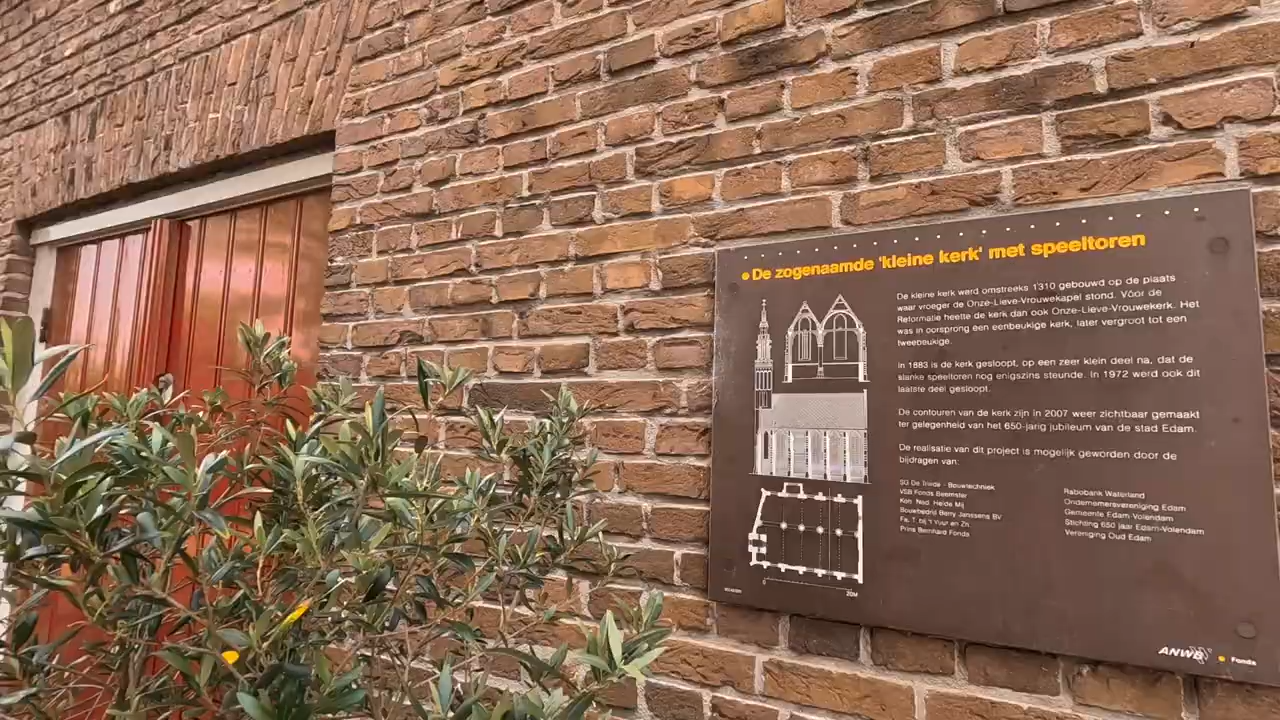 De zogenaamde 'kleine kerk' met speeltoren
De kleine kerk werd omstreeks 1310 gebouwd op de plaats
waar vroeger de Onze-Lieve-Vrouwekapel stond. Vóór de
Reformatie heette de kerk dan ook Onze-Lieve-Vrouwekerk. Het
was in oorsprong een eenbeukige kerk, later vergroot tot een
tweebeukige.
In 1883 is de kerk gesloopt, op een zeer klein deel na, dat de
slanke speeltoren nog enigszins steunde. In 1972 werd ook dit
laatste deel gesloopt.
De contouren van de kerk zijn in 2007 weer zichtbaar gemaakt
ter gelegenheid van het 650-jarig jubileum van de stad Edam.
De realisatie van dit project is mogelijk geworden door de
bijdragen van:
SG De Triade - Bouwtechniek
VSB Fonds Beemster
Kon. Ned. Heide Mij
Bouwbedrijf Berry Janssens BV
Fa. T. bij 't Vuur en Zn.
Prins Bernhard Fonds
Rabobank Waterland
Ondernemersvereniging Edam
Gemeente Edam-Volendam
Stichting 650 jaar Edam-Volendam
Vereniging Oud Edam
0
20M
ANWB
Fonds